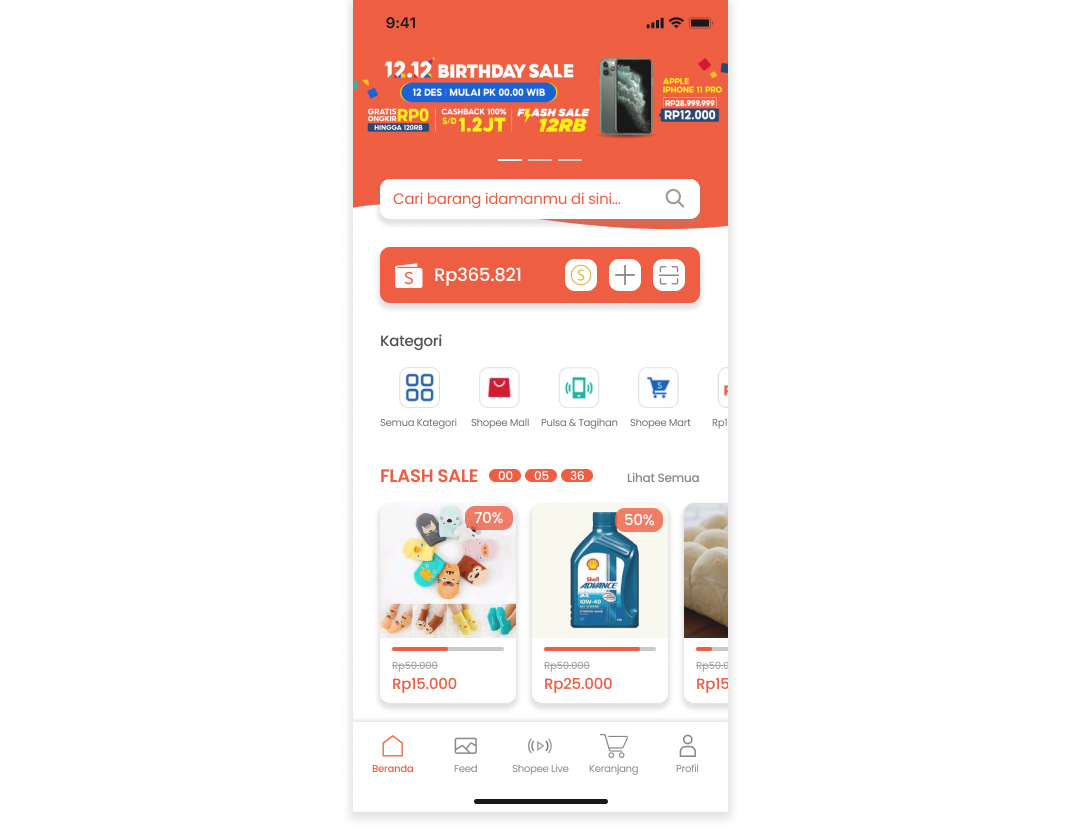 9:41
12.12 BIRTHDAY SALE
12 DES | MULAI PK 00.00 WIB
GRATIS ONGKIR RP0
HINGGA 120RB
CASHBACK 100%
S/D 1.2JT
FLASH SALE
12RB
APPLE
IPHONE 11 PRO
RP28.999.999
RP12.000
Cari barang idamanmu di sini...
S Rp365.821 S
Kategori
S
Semua Kategori Shopee Mall Pulsa & Tagihan Shopee Mart Rp1
FLASH SALE 00 05 36 Lihat Semua
70% 50%
Shell
ADVANCE
10W-40
Rp50.000 Rp50.000 Rp50.0
Rp15.000 Rp25.000 Rp15
Beranda Feed Shopee Live Keranjang Profil